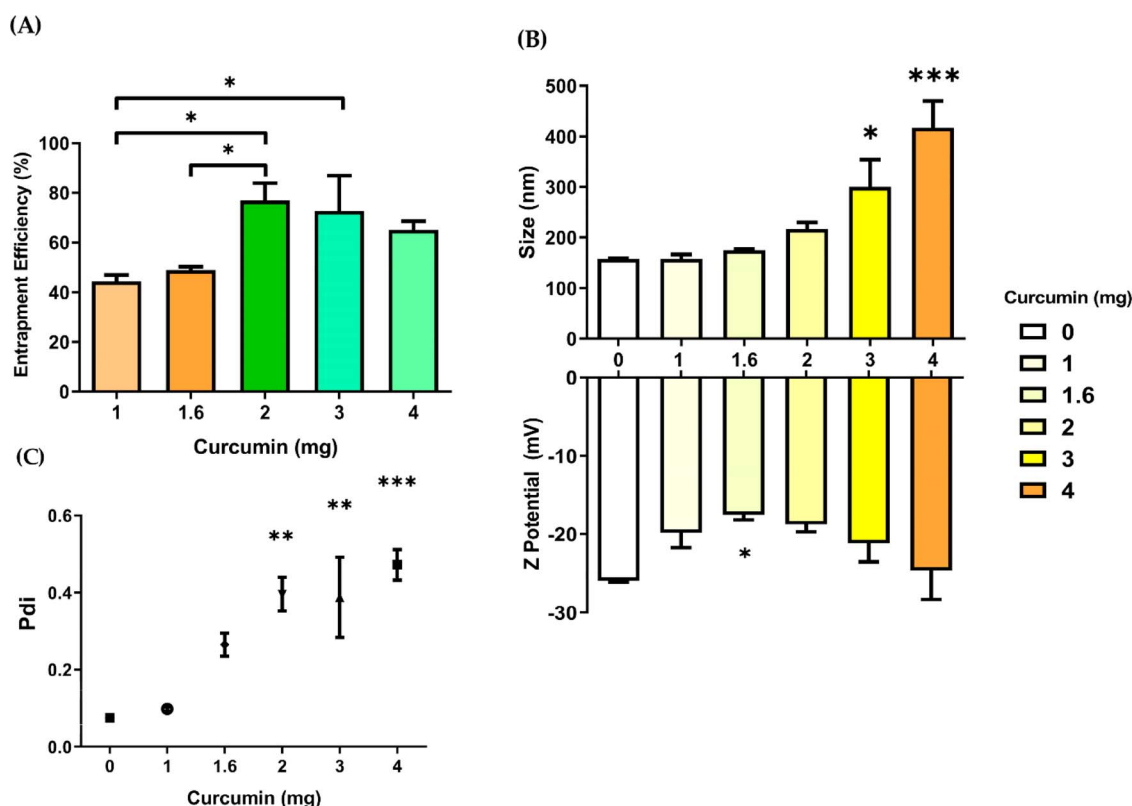 (A)
*
*
*
Entrapment Efficiency (%)
100
80
60
40
20
0
1 1.6 2 3 4
Curcumin (mg)
(B)
***
*
Size (nm)
500
400
300
200
100
0
0 1 1.6 2 3 4
Z Potential (mV)
0
-10
-20
-30
*
Curcumin (mg)
0
1
1.6
2
3
4
(C)
***
**
**
Pdi
0.6
0.4
0.2
0.0
0 1 1.6 2 3 4
Curcumin (mg)